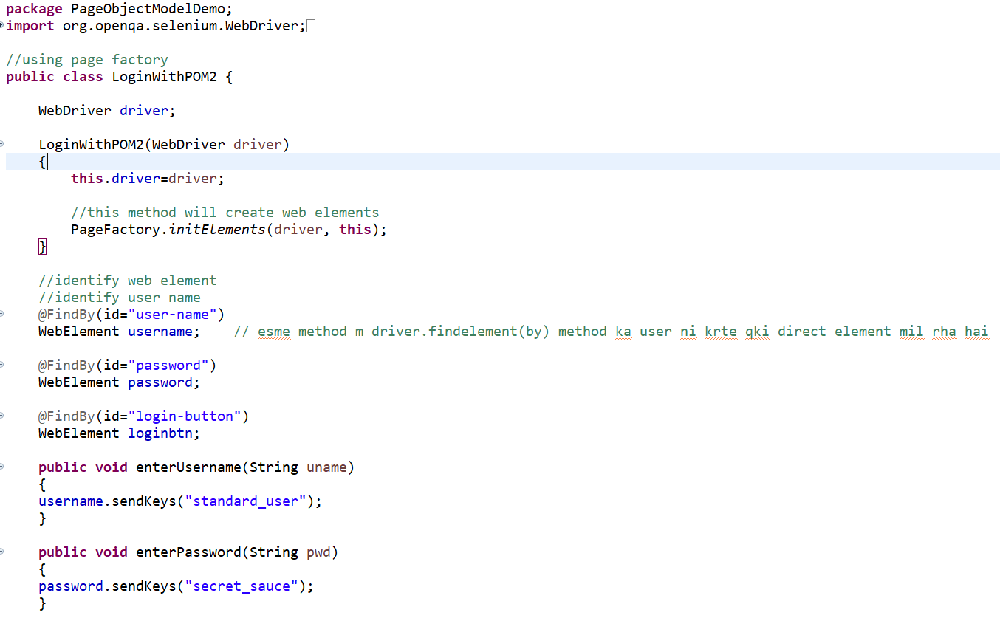 package PageObjectModelDemo;
import org.openqa.selenium.WebDriver;
//using page factory
public class LoginWithPOM2 {
WebDriver driver;
LoginWithPOM2(WebDriver driver)
{
this.driver=driver;
//this method will create web elements
PageFactory.initElements(driver, this);
}
//identify web element
//identify user name
@FindBy(id="user-name")
WebElement username; // esme method m driver.findelement(by) method ka user ni krte qki direct element mil rha hai
@FindBy(id="password")
WebElement password;
@FindBy(id="login-button")
WebElement loginbtn;
public void enterUsername(String uname)
{
username.sendKeys("standard_user");
}
public void enterPassword(String pwd)
{
password.sendKeys("secret_sauce");
}